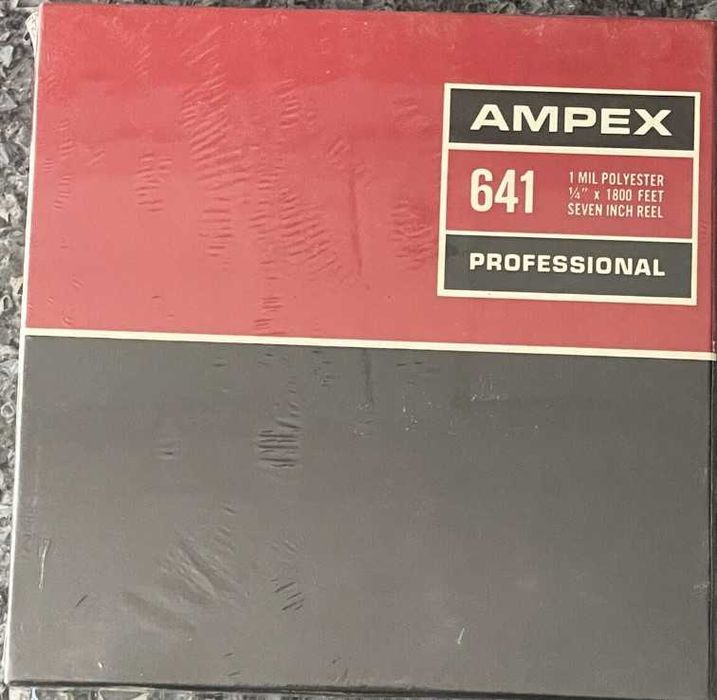 AMPEX
641
1 MIL POLYESTER
¼" x 1800 FEET
SEVEN INCH REEL
PROFESSIONAL